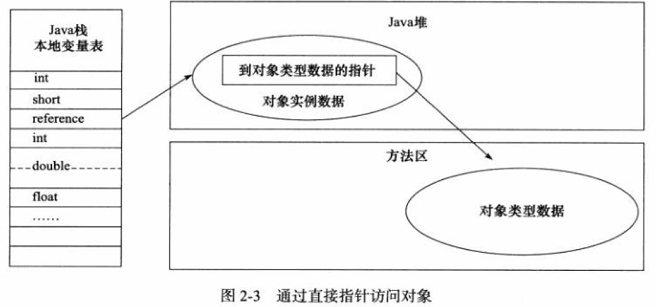 Java栈
本地变量表
int
short
reference
int
double
float
……
Java堆
到对象类型数据的指针
对象实例数据
方法区
对象类型数据
图 2-3 通过直接指针访问对象